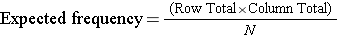 Expected frequency = (Row Total×Column Total) / N